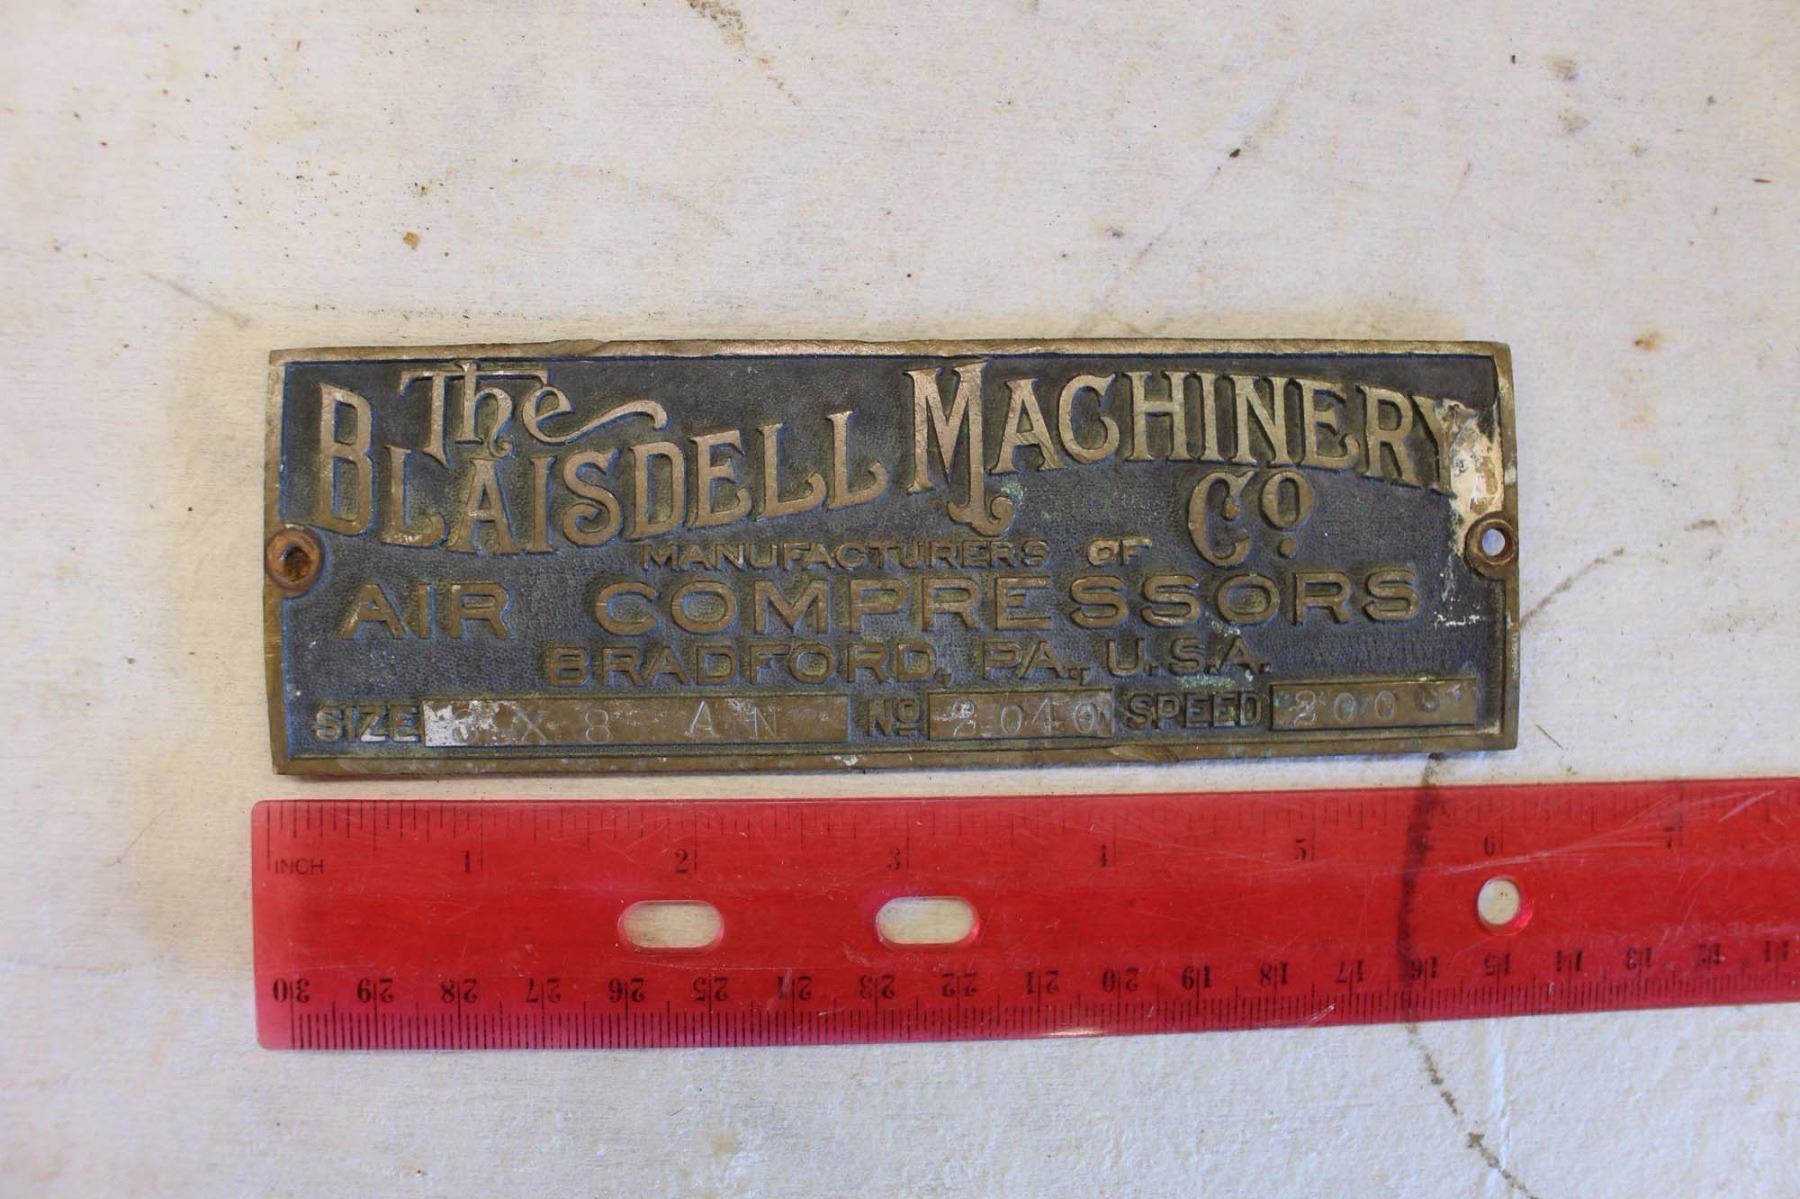 The
BLAISDELL MACHINERY
Co.
MANUFACTURERS OF
AIR COMPRESSORS
BRADFORD, PA., U.S.A.
SIZE X 8 AN No 2040 SPEED 200
INCH 1 2 3 4 5 6 7
30 29 28 27 26 25 24 23 22 21 20 19 18 17 16 15 14 13 12 11